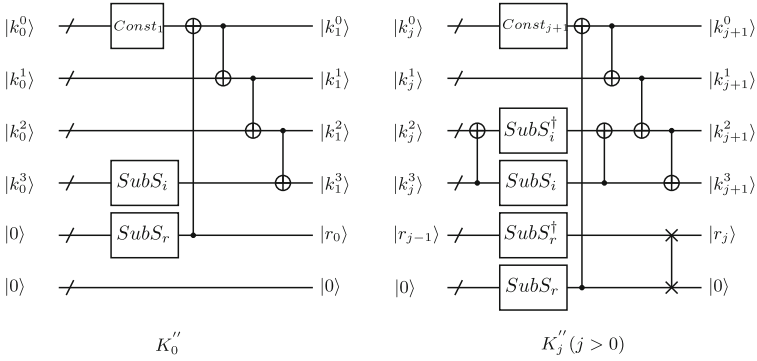 |k_0^0⟩ Const_1 |k_1^0⟩ |k_j^0⟩ Const_{j+1} |k_{j+1}^0⟩
|k_0^1⟩ |k_1^1⟩ |k_j^1⟩ |k_{j+1}^1⟩
|k_0^2⟩ |k_1^2⟩ |k_j^2⟩ SubS_i^† |k_{j+1}^2⟩
|k_0^3⟩ SubS_i |k_1^3⟩ |k_j^3⟩ SubS_i |k_{j+1}^3⟩
|0⟩ SubS_r |r_0⟩ |r_{j−1}⟩ SubS_r^† |r_j⟩
|0⟩ |0⟩ |0⟩ SubS_r |0⟩
K_0^{''} K_j^{''} (j > 0)